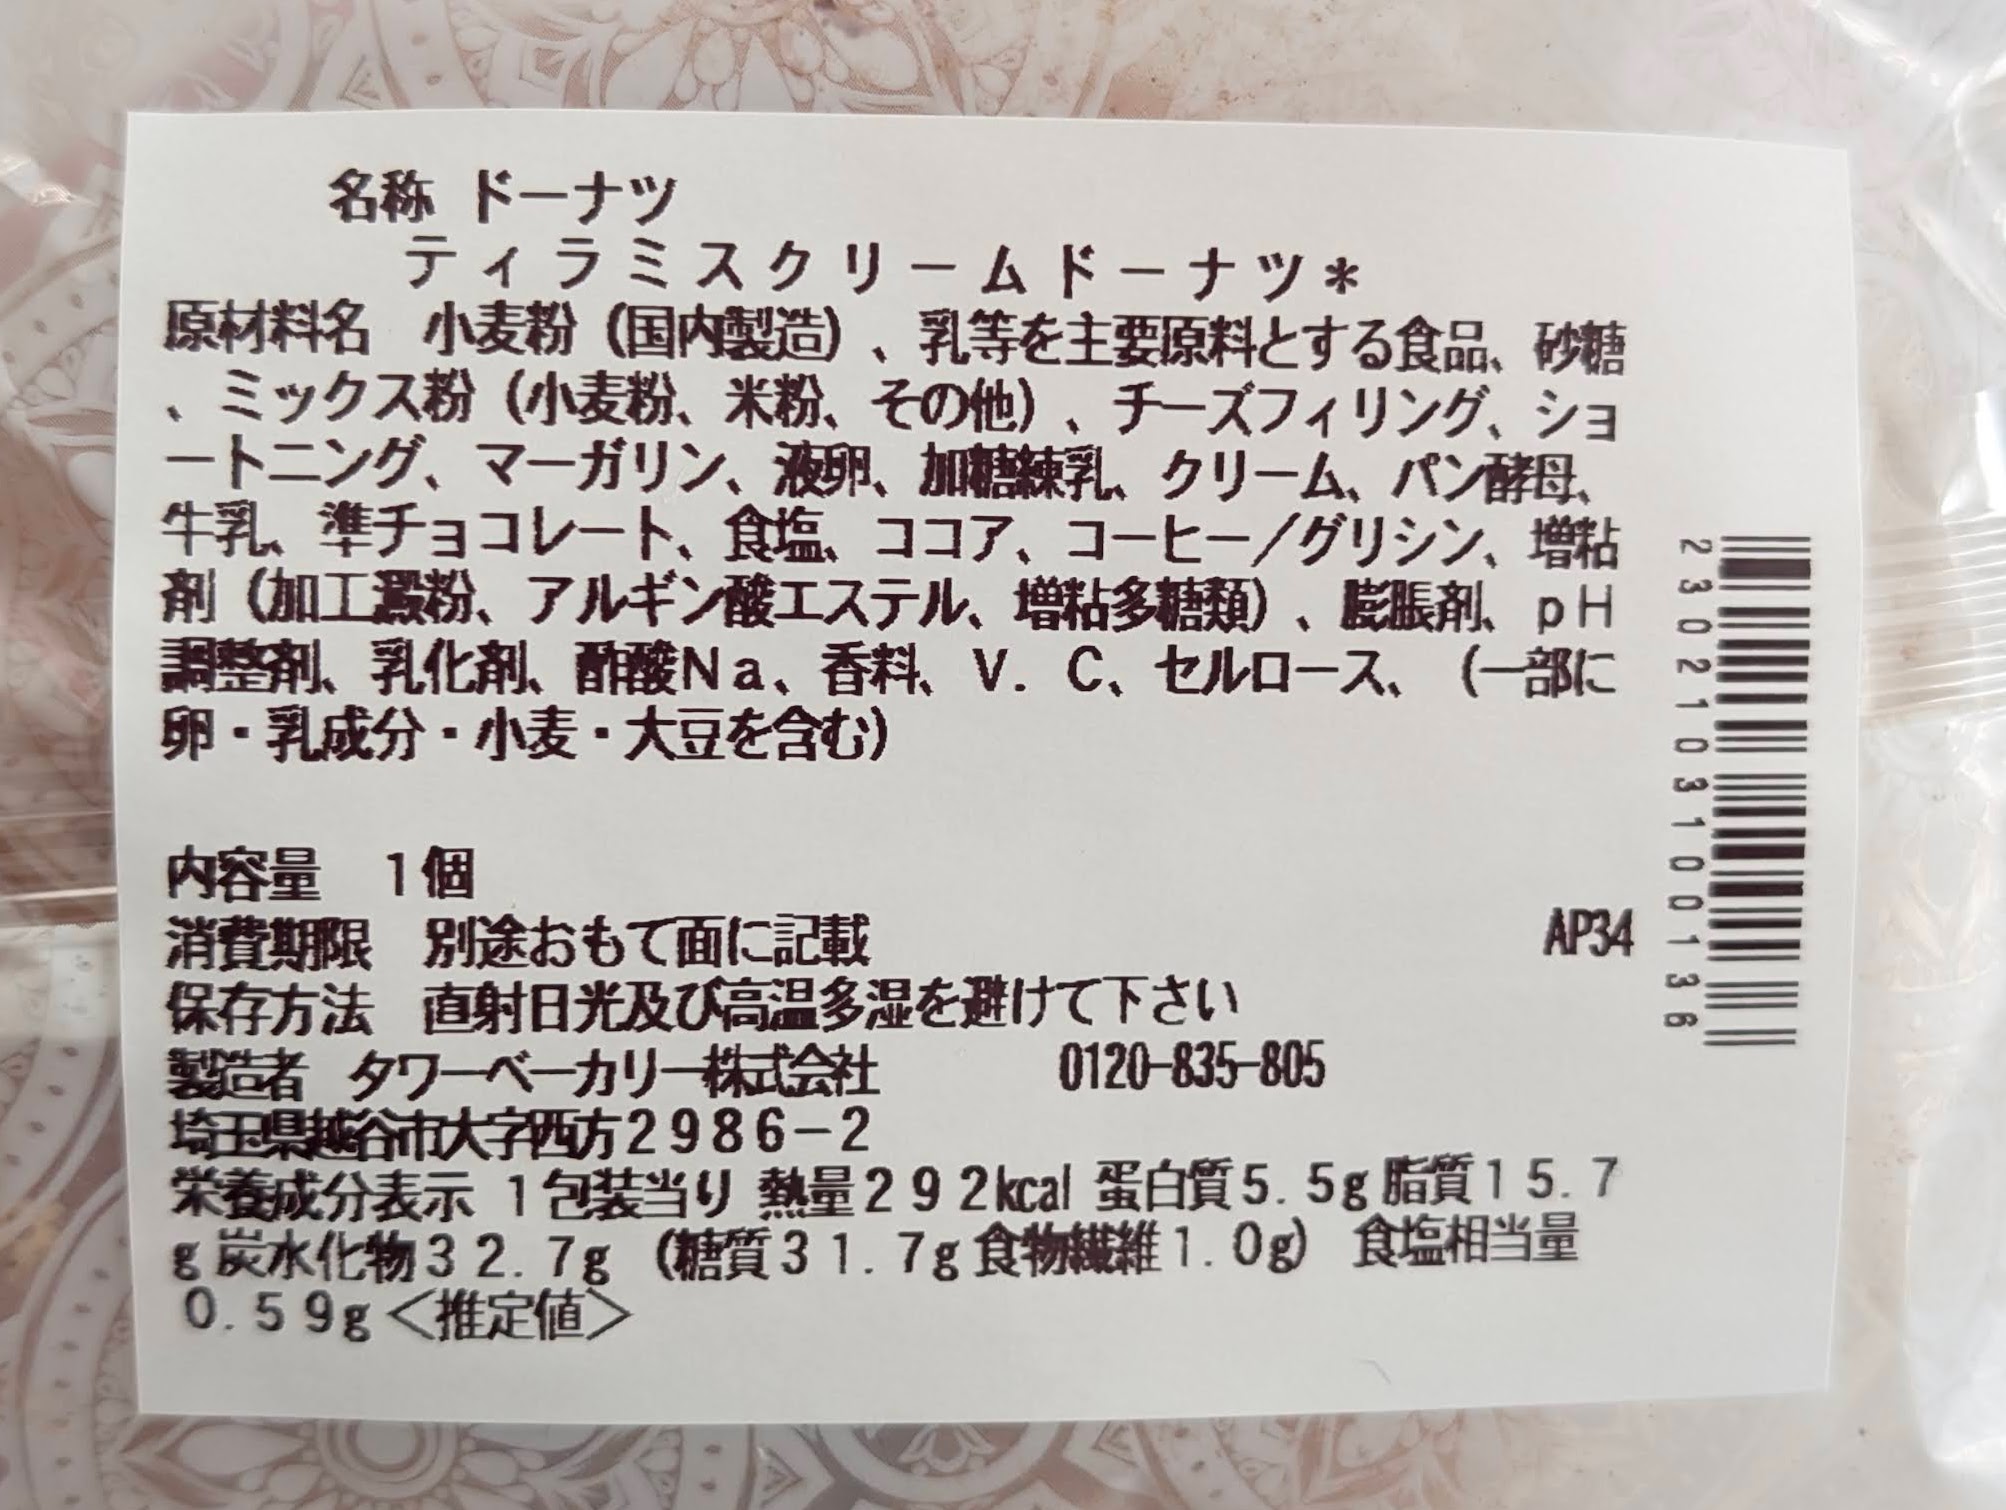 名称 ドーナツ
ティラミスクリームドーナツ＊
原材料名　小麦粉（国内製造）、乳等を主要原料とする食品、砂糖
、ミックス粉（小麦粉、米粉、その他）、チーズフィリング、ショ
ートニング、マーガリン、液卵、加糖練乳、クリーム、パン酵母、
牛乳、準チョコレート、食塩、ココア、コーヒー／グリシン、増粘
剤（加工澱粉、アルギン酸エステル、増粘多糖類）、膨脹剤、ｐＨ
調整剤、乳化剤、酢酸Ｎａ、香料、Ｖ．Ｃ、セルロース、（一部に
卵・乳成分・小麦・大豆を含む）
内容量　１個
消費期限　別途おもて面に記載
AP34
保存方法　直射日光及び高温多湿を避けて下さい
製造者　タワーベーカリー株式会社　0120-835-805
埼玉県越谷市大字西方２９８６－２
栄養成分表示 １包装当り 熱量２９２kcal 蛋白質５．５ｇ脂質１５．７
ｇ炭水化物３２．７ｇ（糖質３１．７ｇ食物繊維１．０ｇ） 食塩相当量
０．５９ｇ＜推定値＞
2302103100136